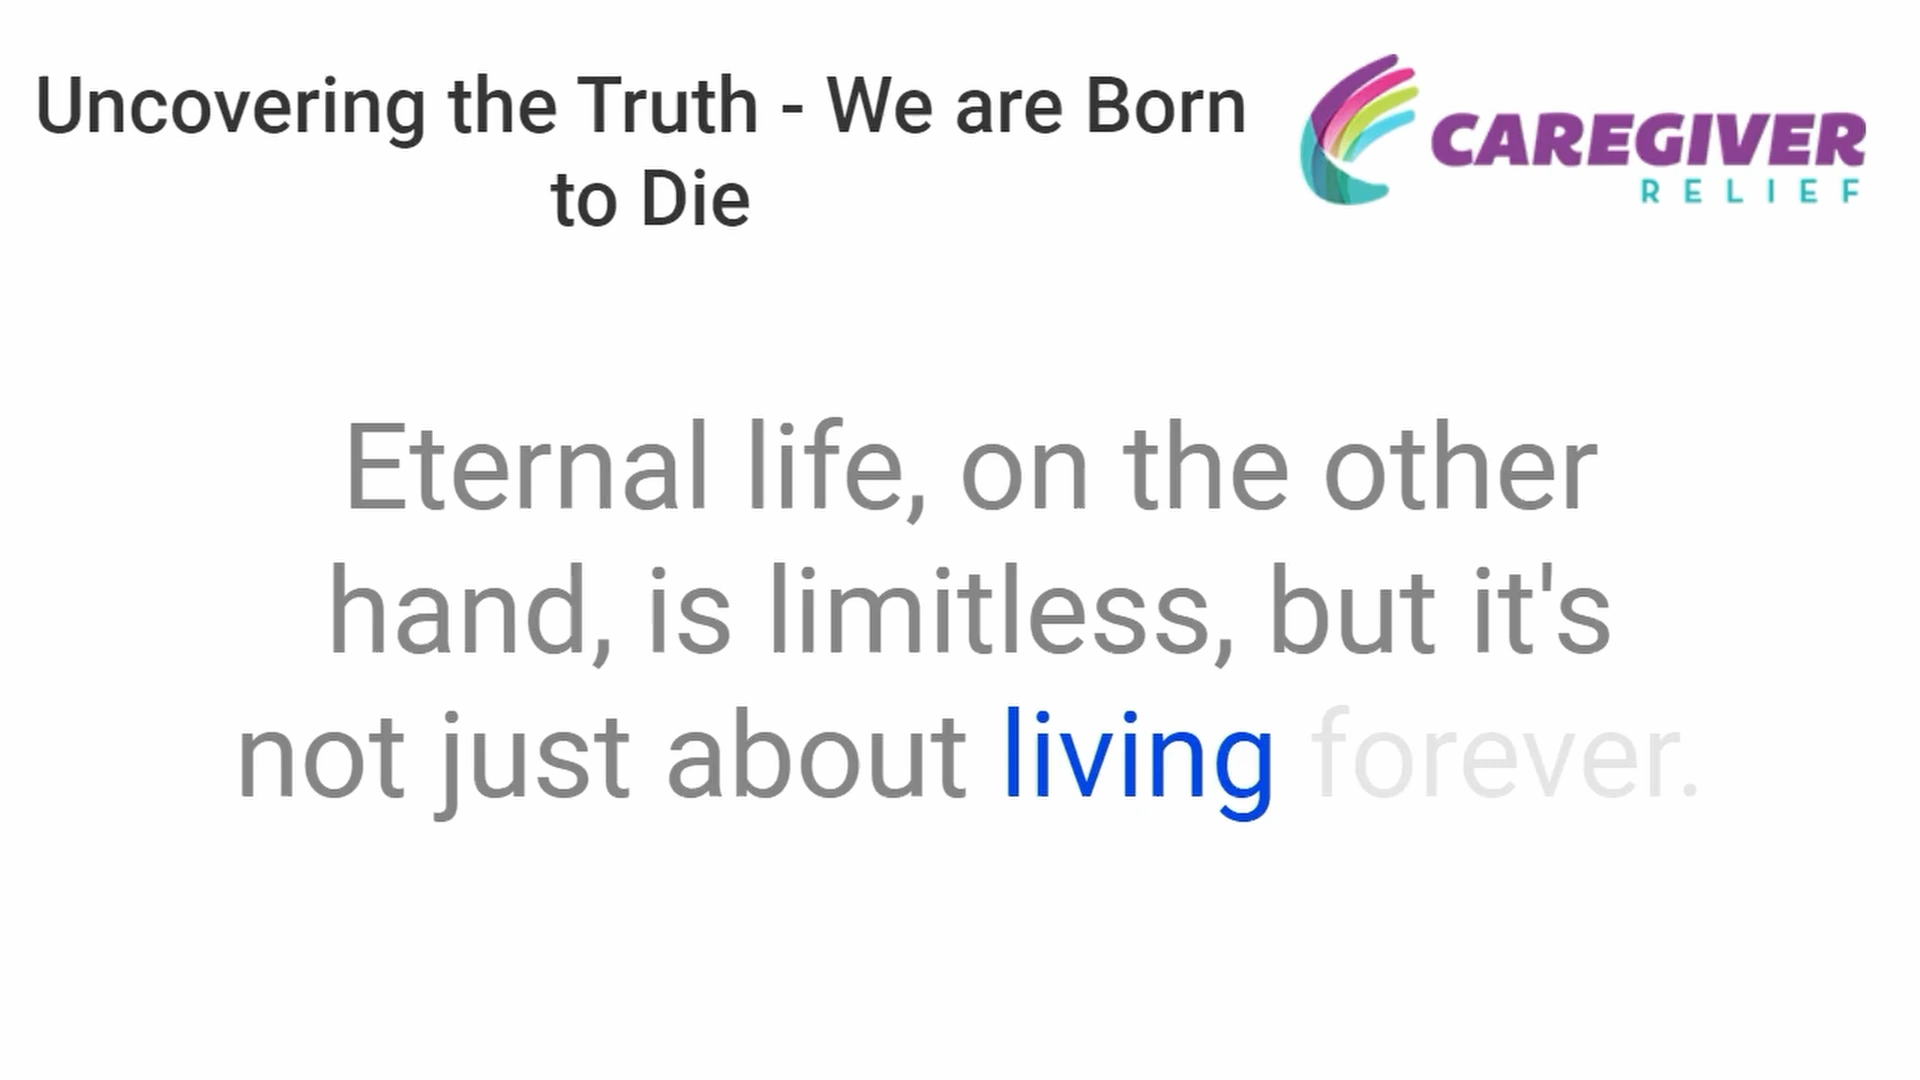 Uncovering the Truth - We are Born
to Die
CAREGIVER
RELIEF
Eternal life, on the other
hand, is limitless, but it's
not just about living forever.